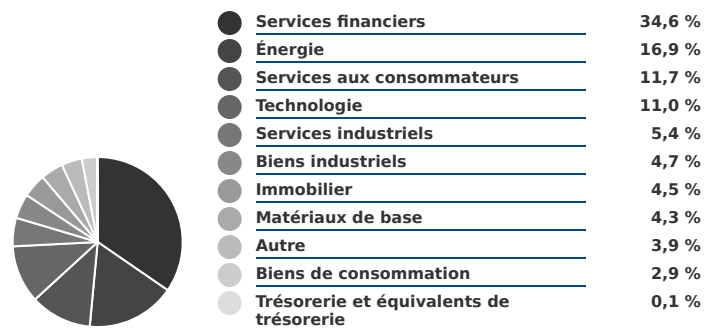 Services financiers 34,6 %
Énergie 16,9 %
Services aux consommateurs 11,7 %
Technologie 11,0 %
Services industriels 5,4 %
Biens industriels 4,7 %
Immobilier 4,5 %
Matériaux de base 4,3 %
Autre 3,9 %
Biens de consommation 2,9 %
Trésorerie et équivalents de 0,1 %
trésorerie